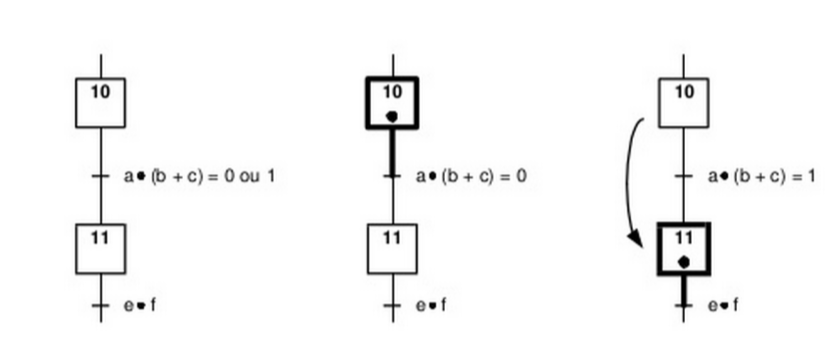 10
a•(b + c) = 0 ou 1
11
e•f
10
a•(b + c) = 0
11
e•f
10
a•(b + c) = 1
11
e•f